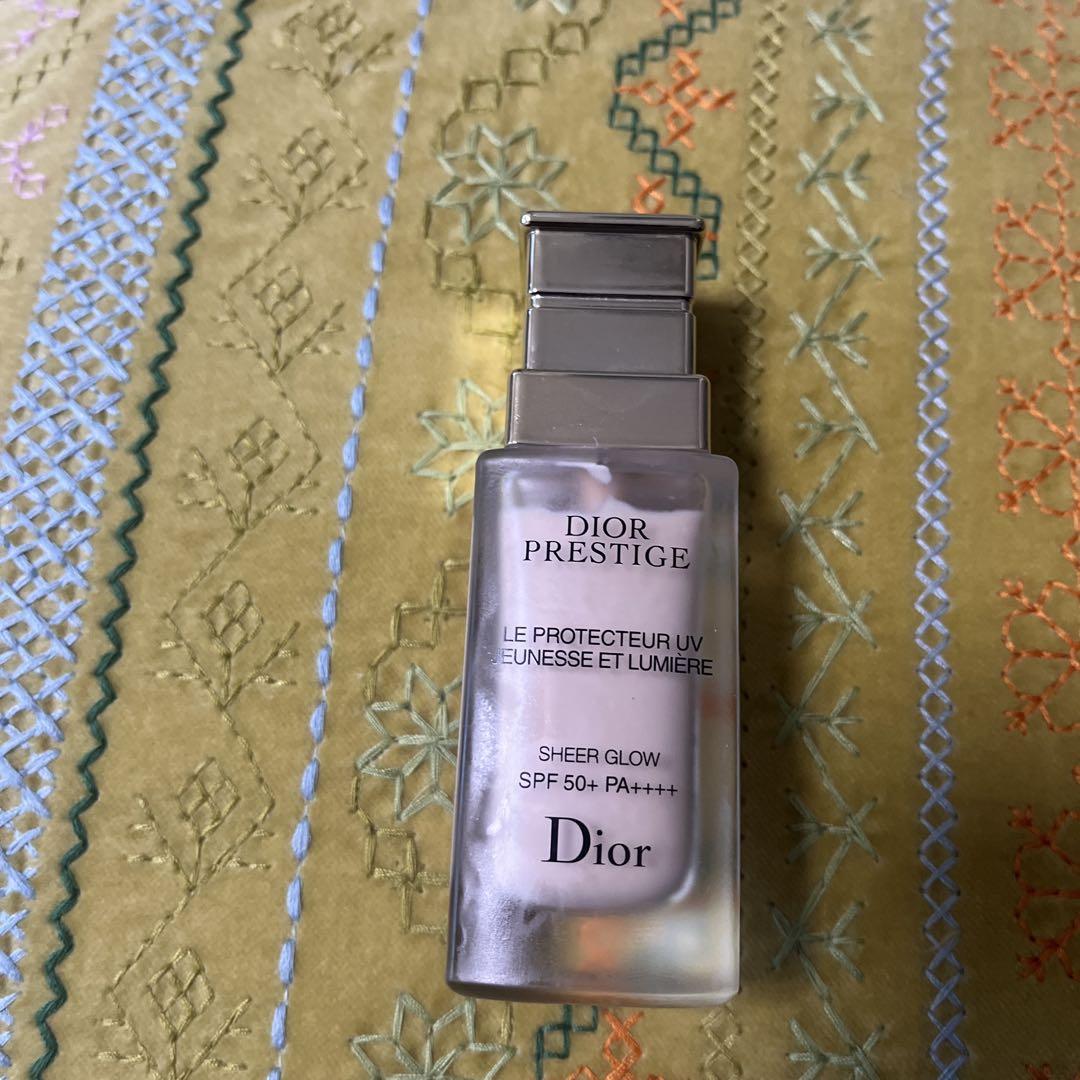 DIOR
PRESTIGE
LE PROTECTEUR UV
JEUNESSE ET LUMIÈRE
SHEER GLOW
SPF 50+ PA++++
Dior